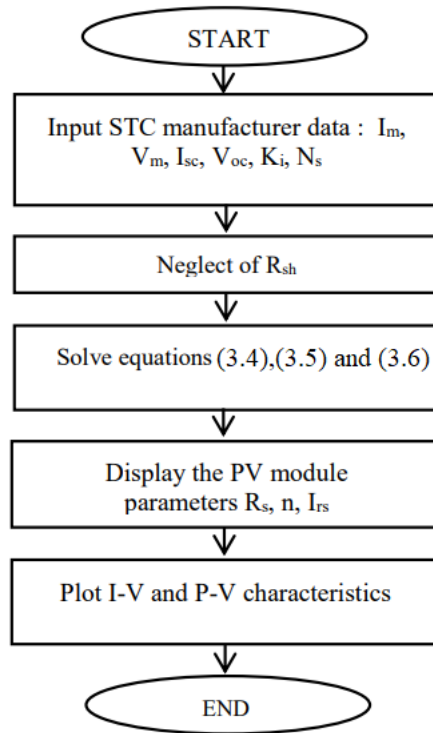 START
Input STC manufacturer data : Im,
Vm, Isc, Voc, Ki, Ns
Neglect of Rsh
Solve equations (3.4),(3.5) and (3.6)
Display the PV module
parameters Rs, n, Irs
Plot I-V and P-V characteristics
END